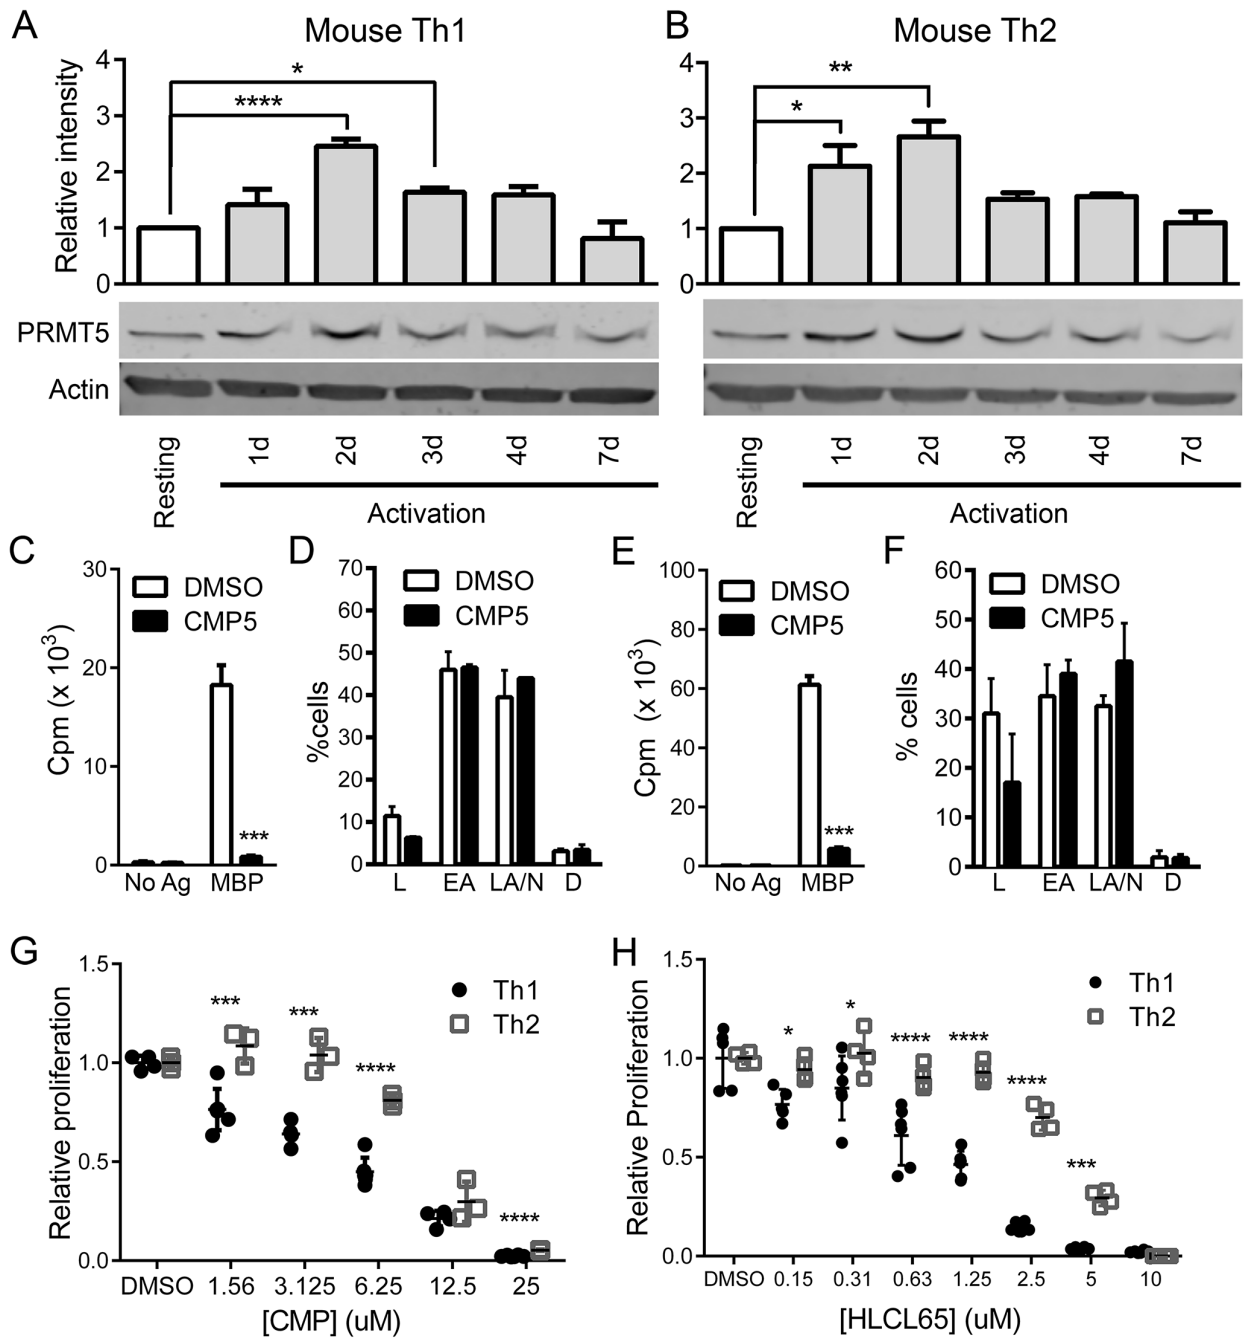 A Mouse Th1
B Mouse Th2
Relative intensity
4
3
2
1
0
*
****
4
3
2
1
0
**
*
PRMT5
Actin
Resting 1d 2d 3d 4d 7d
Activation
Resting 1d 2d 3d 4d 7d
Activation
C
Cpm (x 10³)
30
20
10
0
DMSO
CMP5
***
No Ag MBP
D
%cells
70
60
50
40
30
20
10
0
DMSO
CMP5
L EA LA/N D
E
Cpm (x 10³)
100
80
60
40
20
0
DMSO
CMP5
***
No Ag MBP
F
% cells
60
50
40
30
20
10
0
DMSO
CMP5
L EA LA/N D
G
Relative proliferation
1.5
1.0
0.5
0.0
Th1
Th2
*** *** **** ****
DMSO 1.56 3.125 6.25 12.5 25
[CMP] (uM)
H
Relative Proliferation
1.5
1.0
0.5
0.0
Th1
Th2
* * **** **** **** ***
DMSO 0.15 0.31 0.63 1.25 2.5 5 10
[HLCL65] (uM)